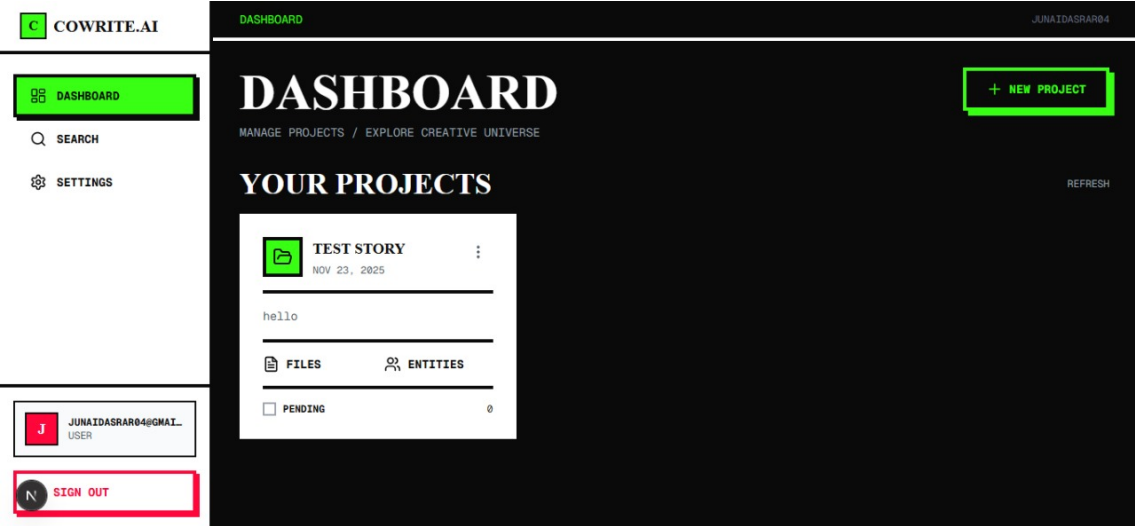 C COWRITE.AI
DASHBOARD
SEARCH
SETTINGS
J
JUNAIDASRAR04@GMAI…
USER
N
SIGN OUT
DASHBOARD
JUNAIDASRAR04
DASHBOARD
MANAGE PROJECTS / EXPLORE CREATIVE UNIVERSE
+ NEW PROJECT
YOUR PROJECTS
REFRESH
TEST STORY
NOV 23, 2025
hello
FILES
ENTITIES
PENDING
0